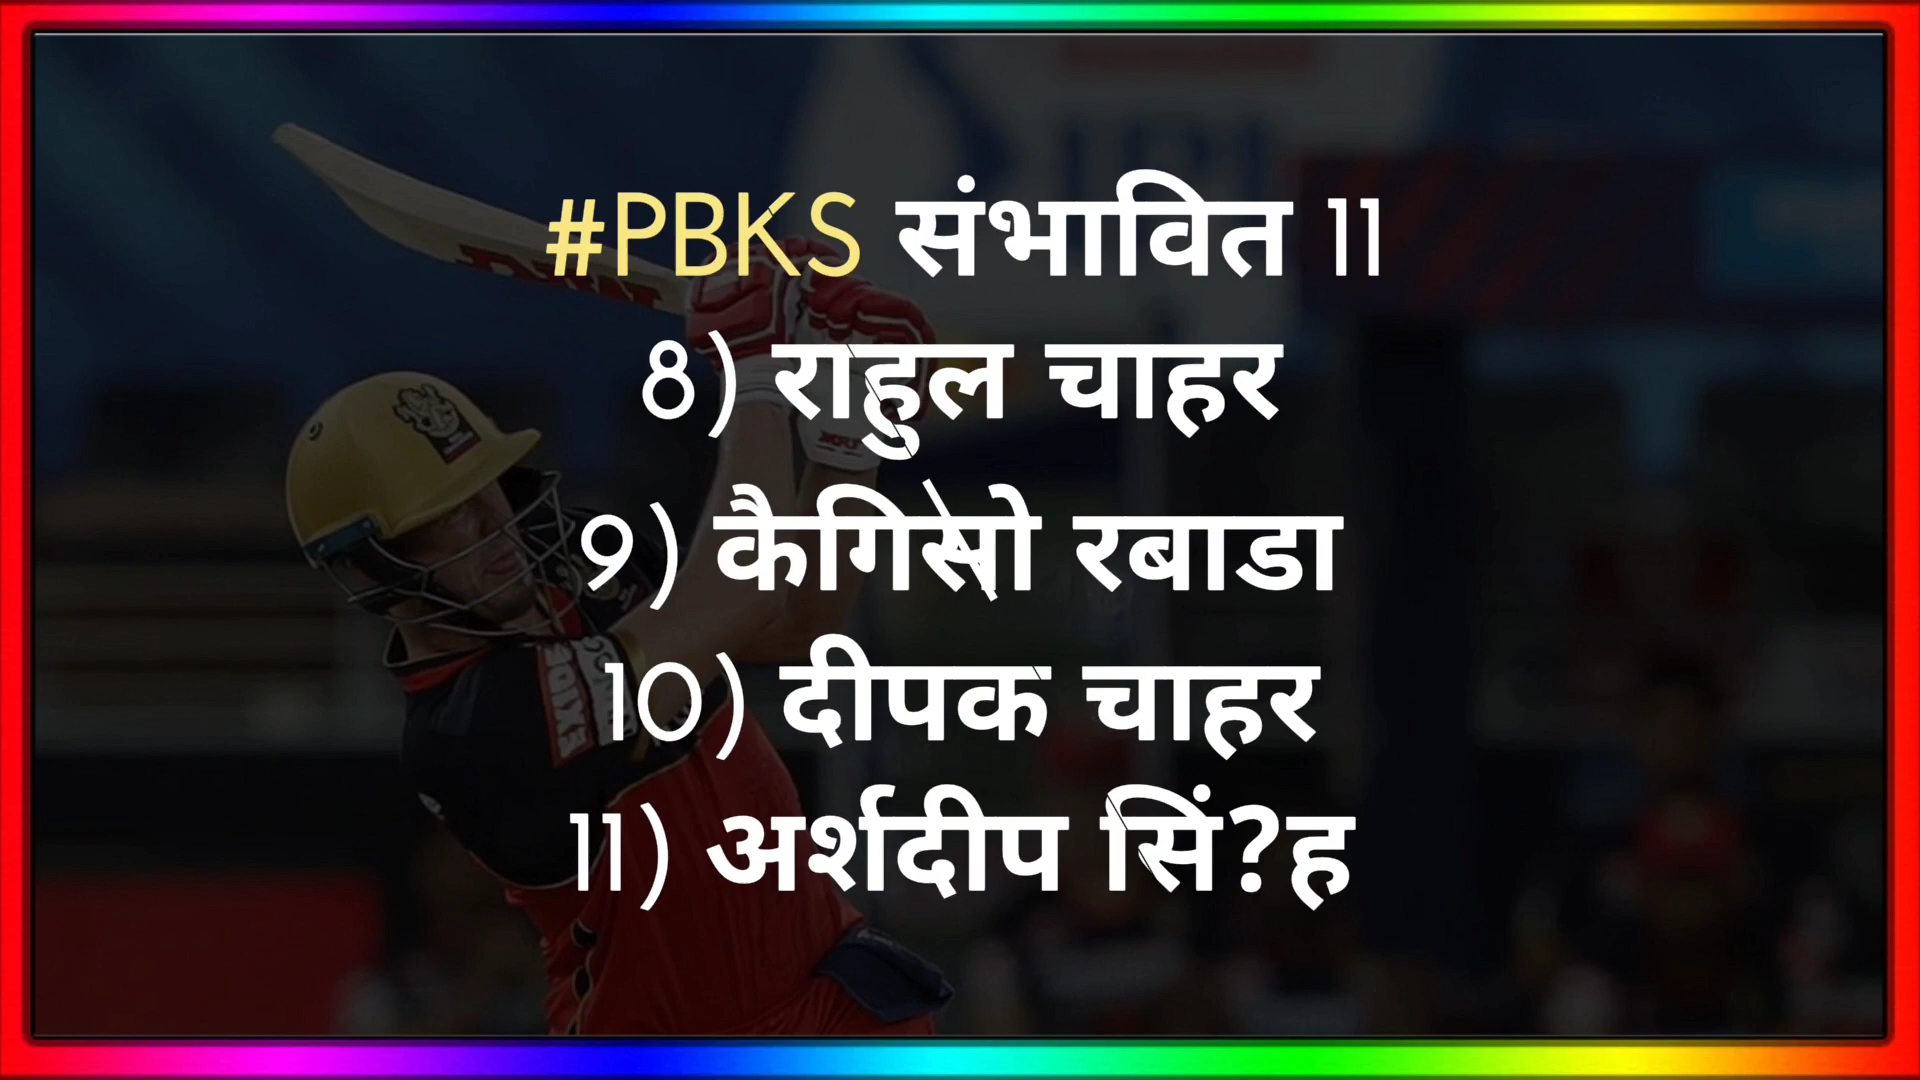 #PBKS संभावित 11
8) राहुल चाहर
9) कैगिसो रबाडा
10) दीपक चाहर
11) अर्शदीप सिं?ह